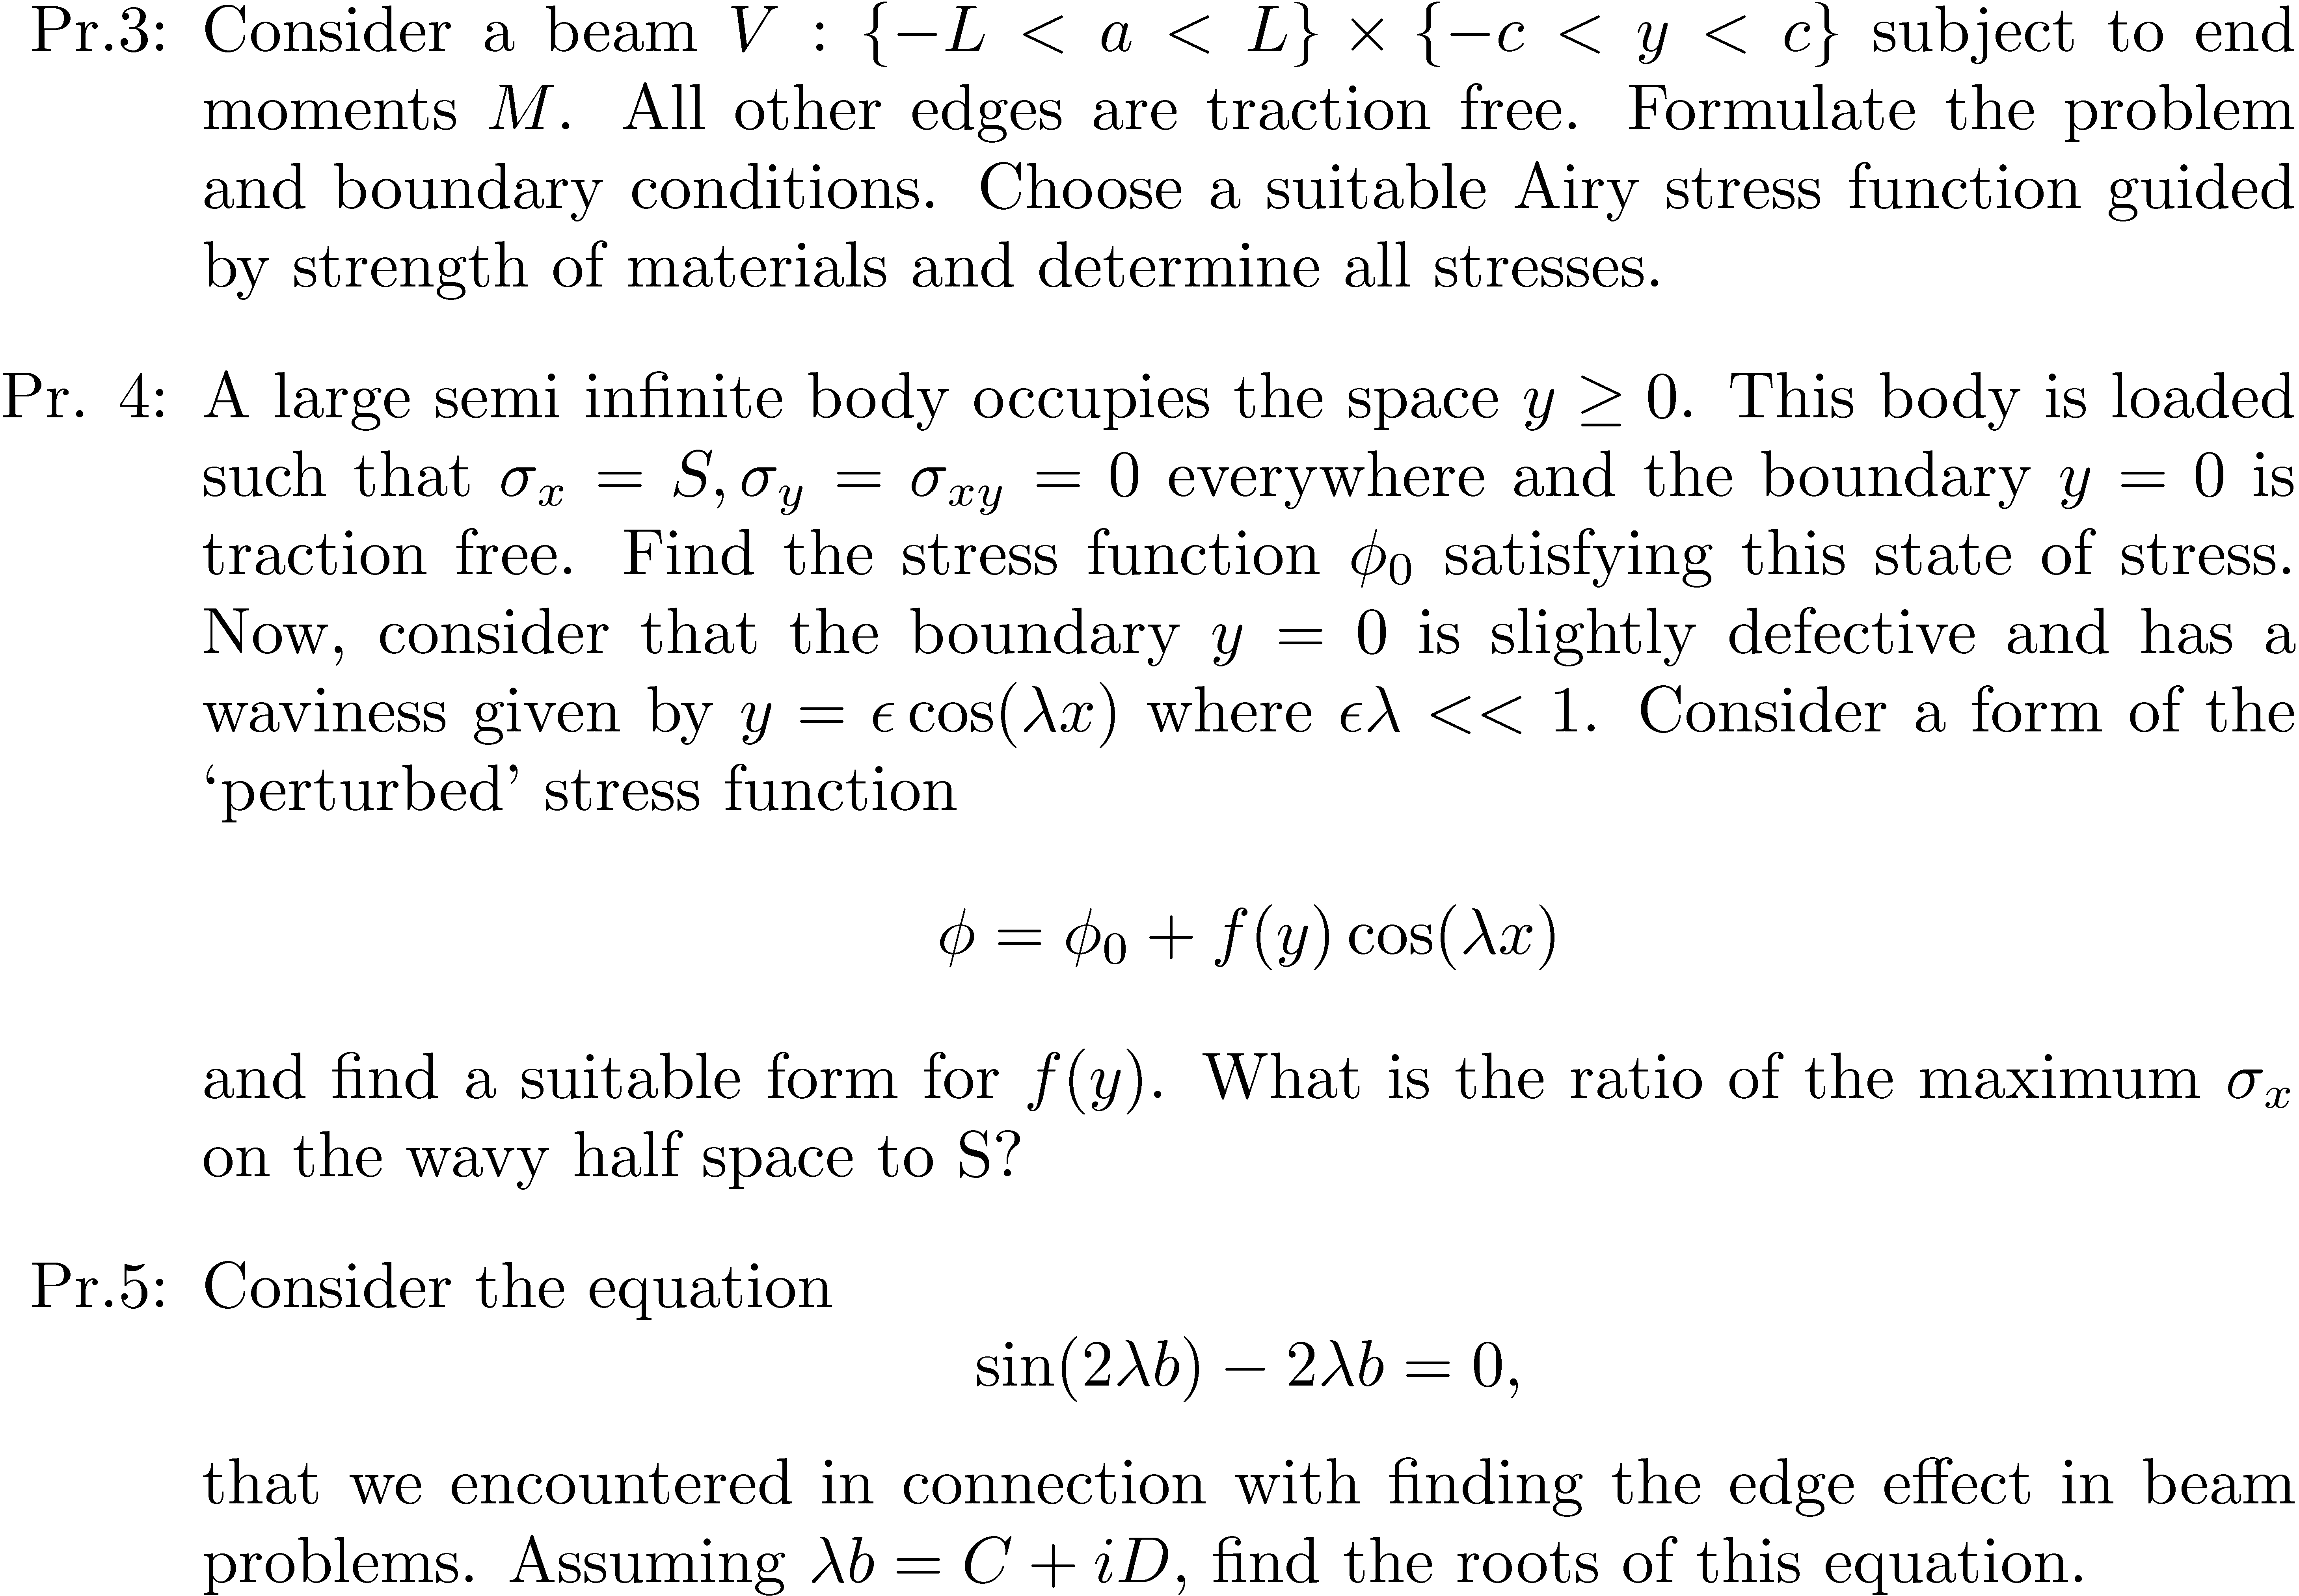 Pr.3: Consider a beam V : {−L < a < L} × {−c < y < c} subject to end
moments M. All other edges are traction free. Formulate the problem
and boundary conditions. Choose a suitable Airy stress function guided
by strength of materials and determine all stresses.
Pr. 4: A large semi infinite body occupies the space y ≥ 0. This body is loaded
such that σ_x = S, σ_y = σ_xy = 0 everywhere and the boundary y = 0 is
traction free. Find the stress function ϕ_0 satisfying this state of stress.
Now, consider that the boundary y = 0 is slightly defective and has a
waviness given by y = ϵ cos(λx) where ϵλ << 1. Consider a form of the
‘perturbed’ stress function
ϕ = ϕ_0 + f(y) cos(λx)
and find a suitable form for f(y). What is the ratio of the maximum σ_x
on the wavy half space to S?
Pr.5: Consider the equation
sin(2λb) − 2λb = 0,
that we encountered in connection with finding the edge effect in beam
problems. Assuming λb = C + iD, find the roots of this equation.